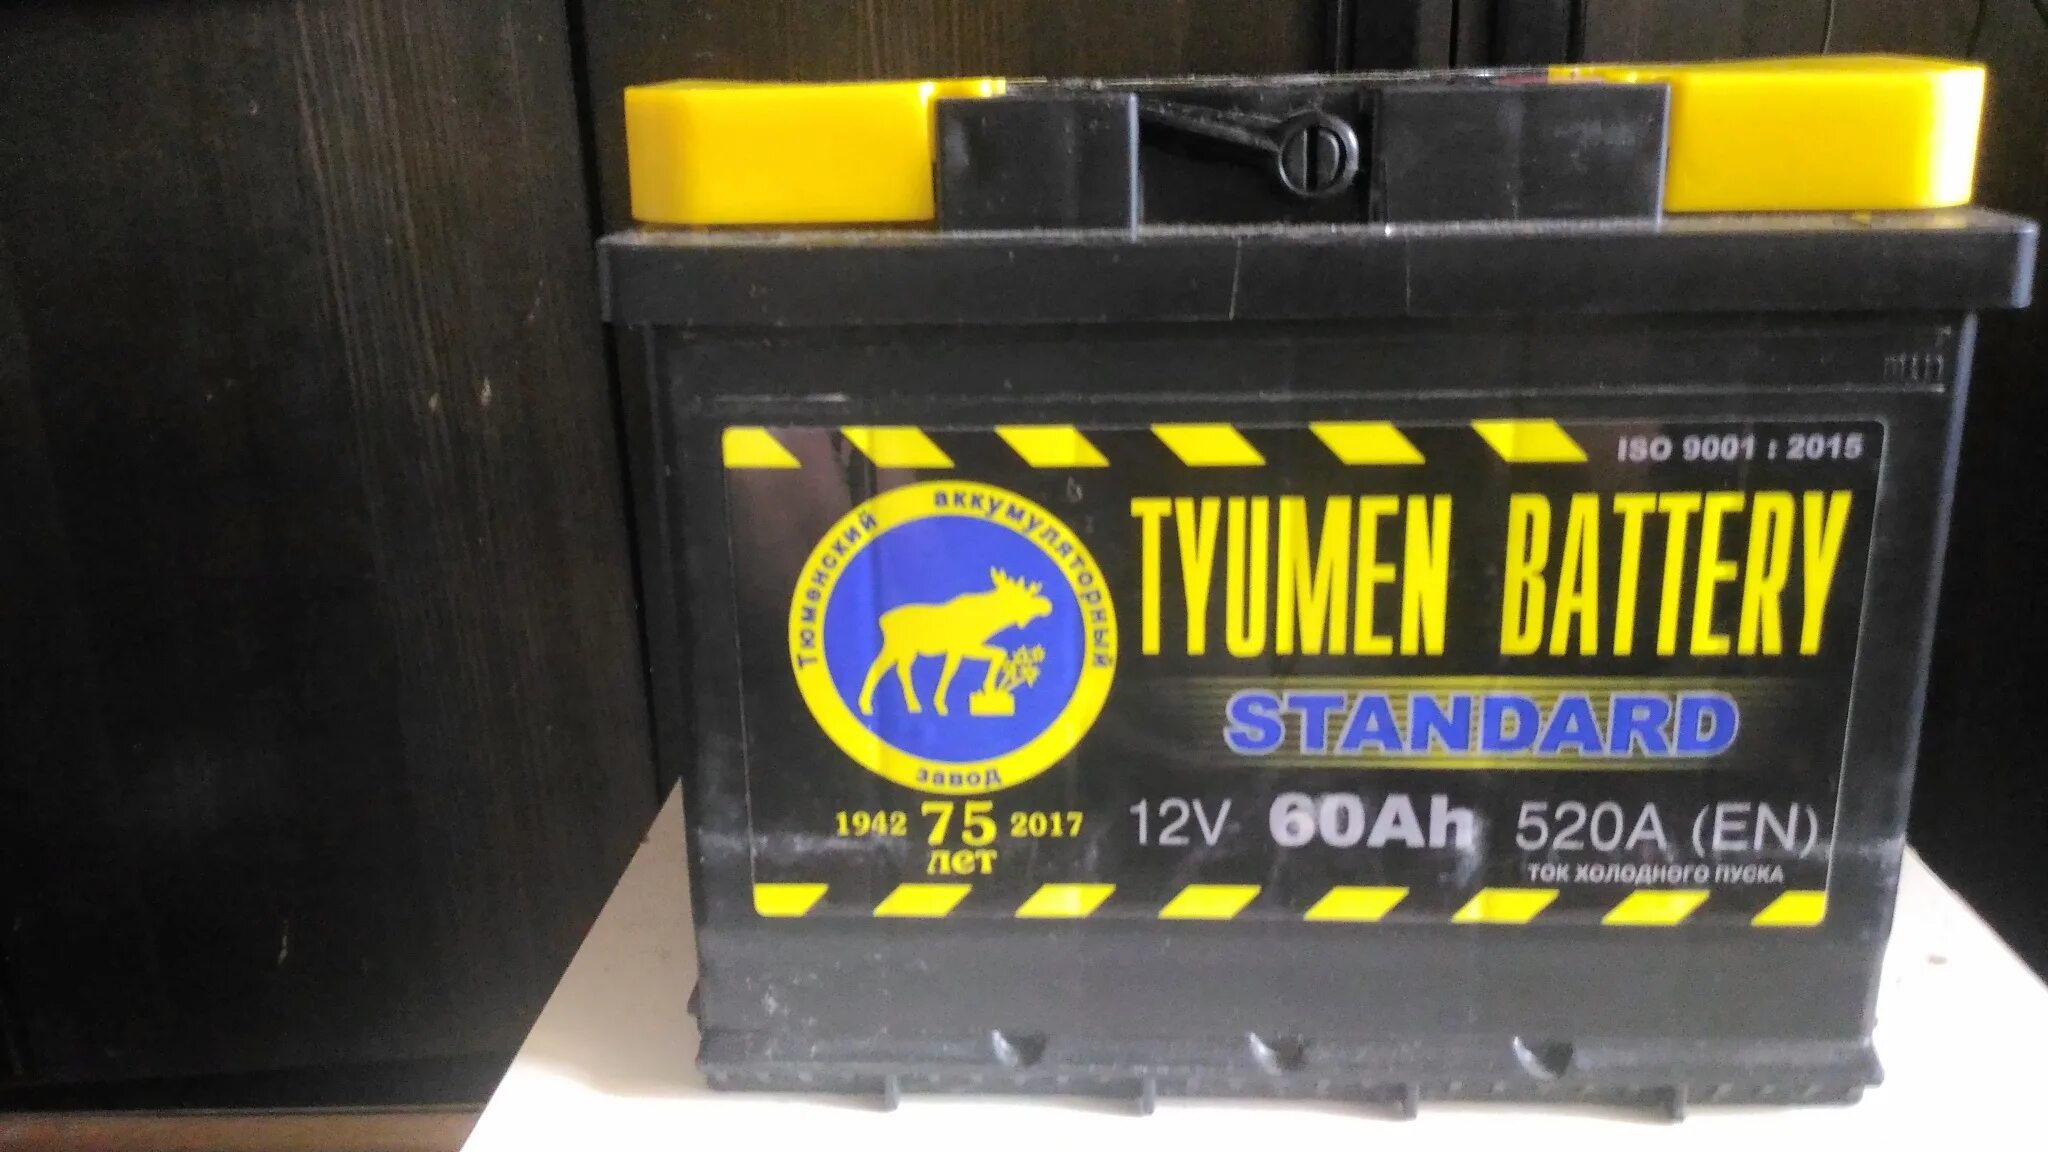 min
ISO 9001 : 2015
Тюменский аккумуляторный завод
TYUMEN BATTERY
STANDARD
1942 75 лет 2017
12V 60Ah 520A (EN)
ТОК ХОЛОДНОГО ПУСКА